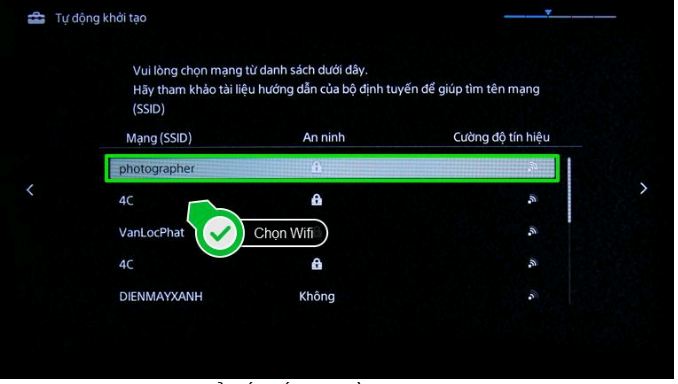 Tự động khởi tạo
Vui lòng chọn mạng từ danh sách dưới đây.
Hãy tham khảo tài liệu hướng dẫn của bộ định tuyến để giúp tìm tên mạng
(SSID)
Mạng (SSID) An ninh Cường độ tín hiệu
photographer
4C
VanLocPhat
Chọn Wifi
4C
DIENMAYXANH Không